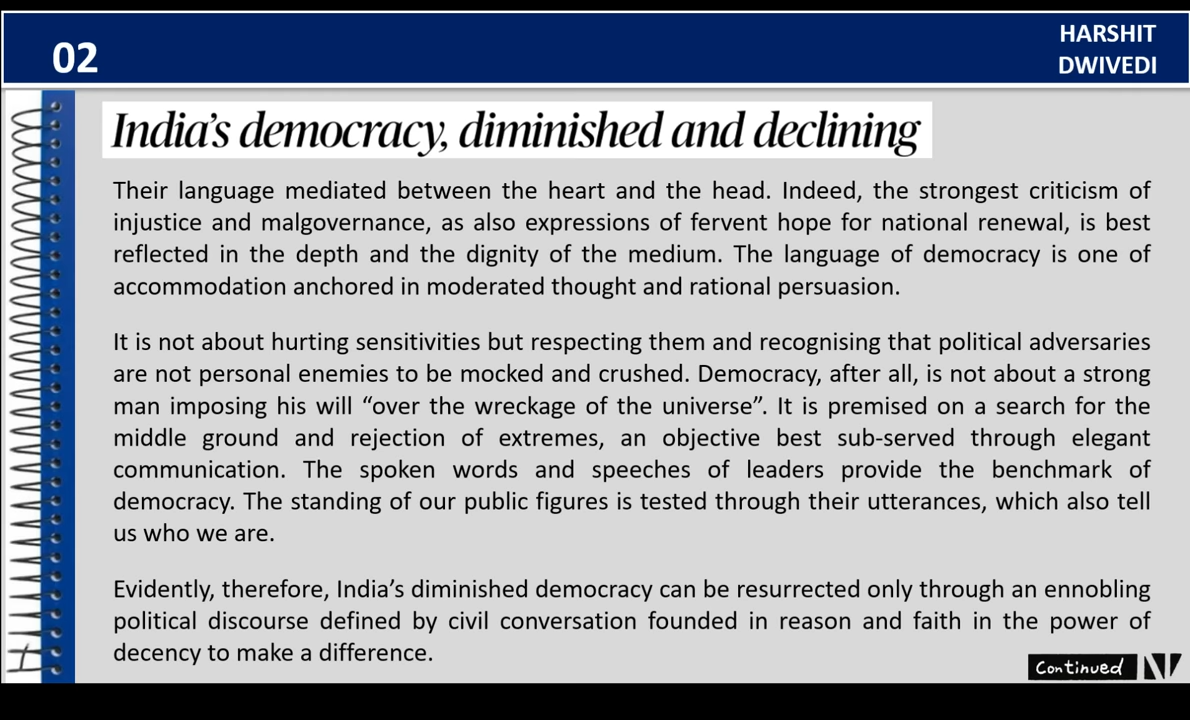 02
HARSHIT
DWIVEDI
India's democracy, diminished and declining
Their language mediated between the heart and the head. Indeed, the strongest criticism of
injustice and malgovernance, as also expressions of fervent hope for national renewal, is best
reflected in the depth and the dignity of the medium. The language of democracy is one of
accommodation anchored in moderated thought and rational persuasion.
It is not about hurting sensitivities but respecting them and recognising that political adversaries
are not personal enemies to be mocked and crushed. Democracy, after all, is not about a strong
man imposing his will “over the wreckage of the universe”. It is premised on a search for the
middle ground and rejection of extremes, an objective best sub-served through elegant
communication. The spoken words and speeches of leaders provide the benchmark of
democracy. The standing of our public figures is tested through their utterances, which also tell
us who we are.
Evidently, therefore, India’s diminished democracy can be resurrected only through an ennobling
political discourse defined by civil conversation founded in reason and faith in the power of
decency to make a difference.
Continued